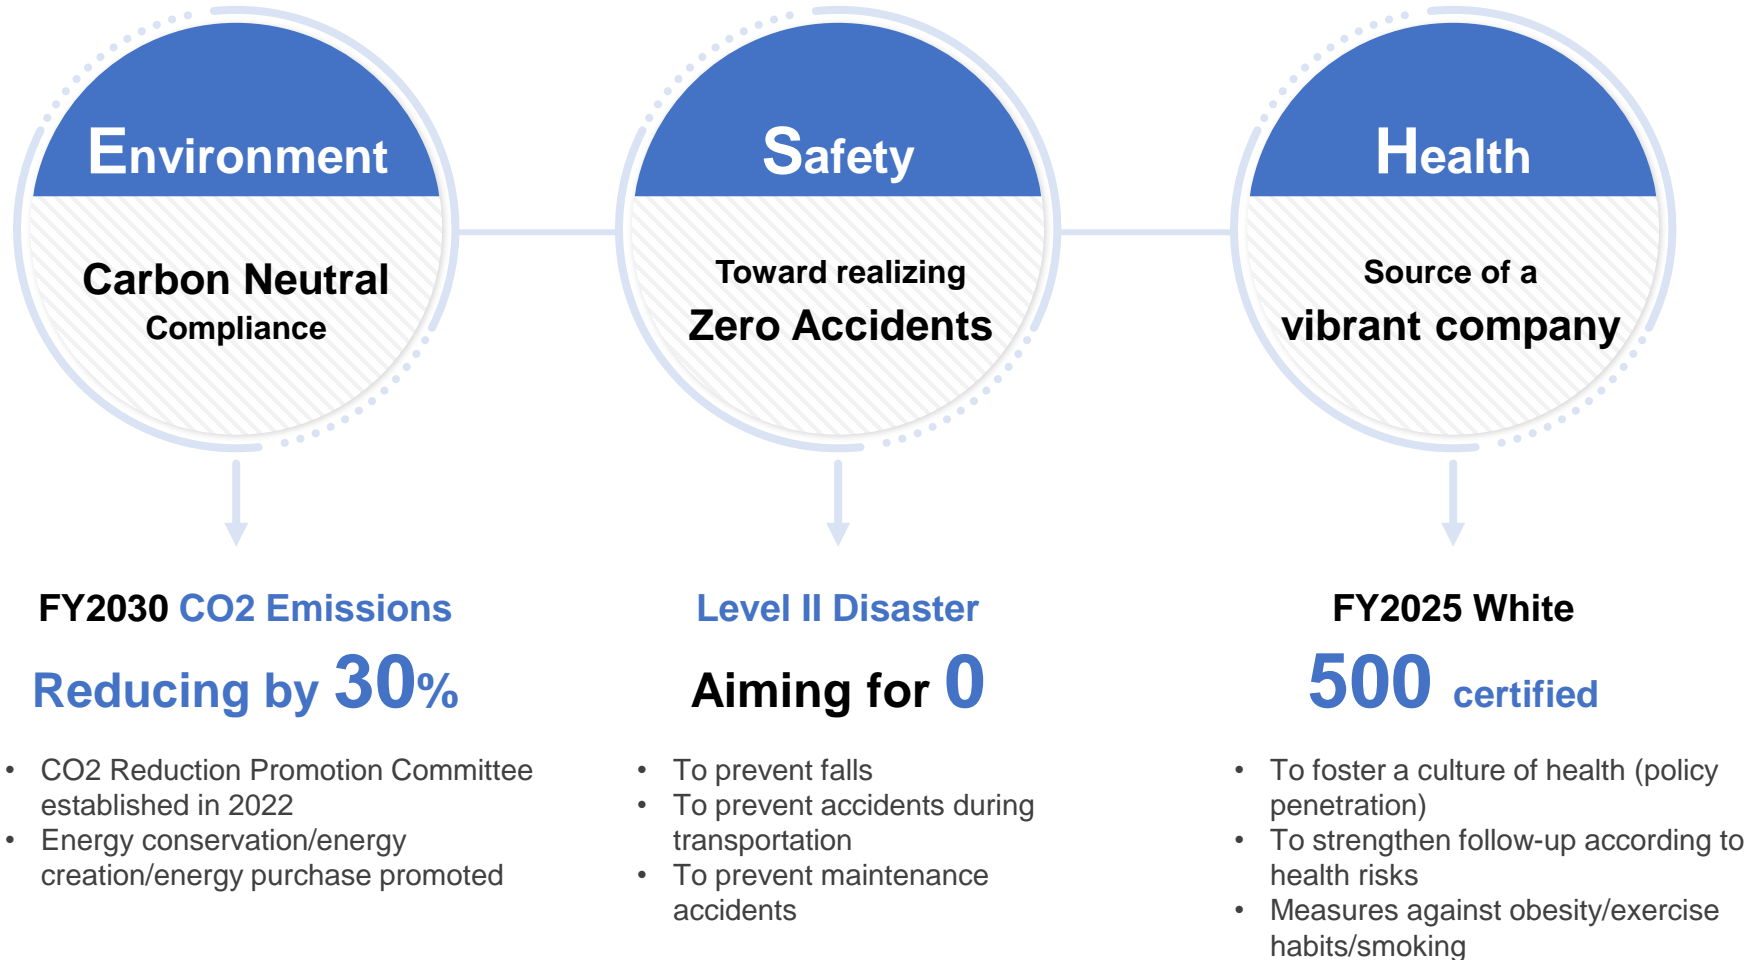 Environment
Carbon Neutral
Compliance
FY2030 CO2 Emissions
Reducing by 30%
• CO2 Reduction Promotion Committee
established in 2022
• Energy conservation/energy
creation/energy purchase promoted
Safety
Toward realizing
Zero Accidents
Level II Disaster
Aiming for 0
• To prevent falls
• To prevent accidents during
transportation
• To prevent maintenance
accidents
Health
Source of a
vibrant company
FY2025 White
500 certified
• To foster a culture of health (policy
penetration)
• To strengthen follow-up according to
health risks
• Measures against obesity/exercise
habits/smoking